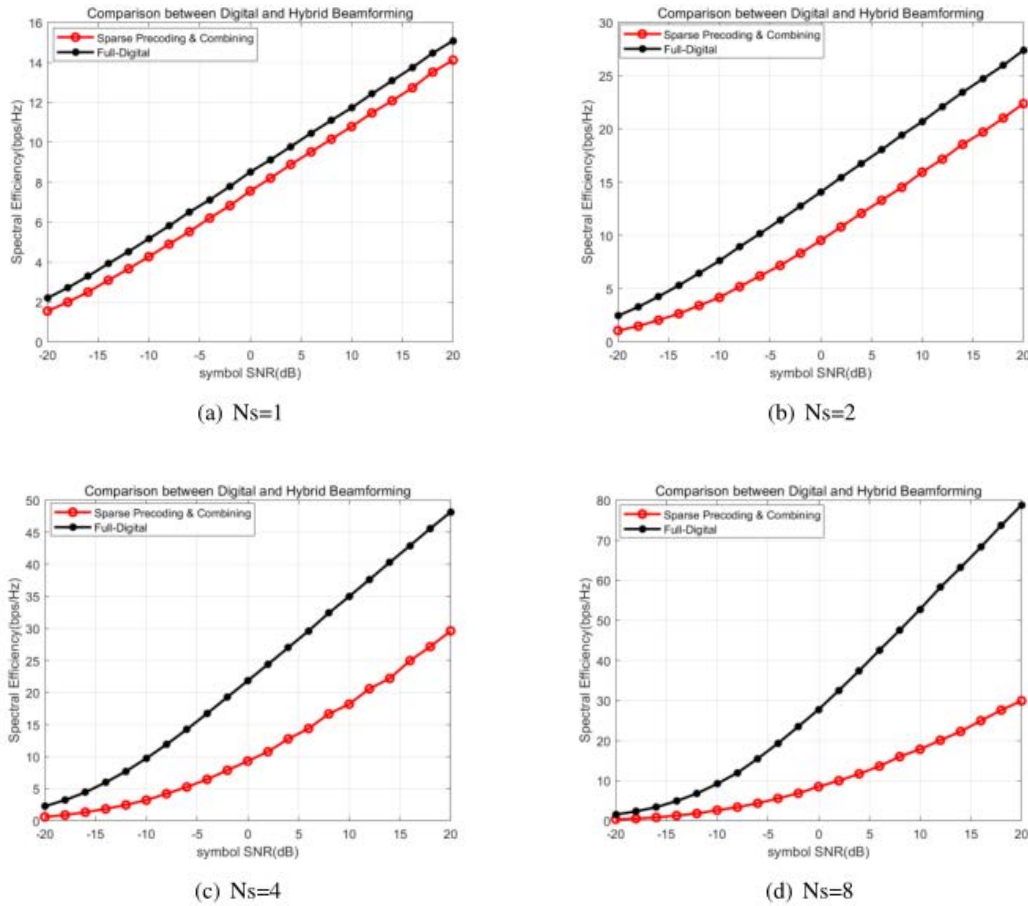 Comparison between Digital and Hybrid Beamforming
Sparse Precoding & Combining
Full-Digital
Spectral Efficiency(bps/Hz)
16
14
12
10
8
6
4
2
0
-20 -15 -10 -5 0 5 10 15 20
symbol SNR(dB)
(a) Ns=1
Comparison between Digital and Hybrid Beamforming
Sparse Precoding & Combining
Full-Digital
Spectral Efficiency(bps/Hz)
30
25
20
15
10
5
0
-20 -15 -10 -5 0 5 10 15 20
symbol SNR(dB)
(b) Ns=2
Comparison between Digital and Hybrid Beamforming
Sparse Precoding & Combining
Full-Digital
Spectral Efficiency(bps/Hz)
50
45
40
35
30
25
20
15
10
5
0
-20 -15 -10 -5 0 5 10 15 20
symbol SNR(dB)
(c) Ns=4
Comparison between Digital and Hybrid Beamforming
Sparse Precoding & Combining
Full-Digital
Spectral Efficiency(bps/Hz)
80
70
60
50
40
30
20
10
0
-20 -15 -10 -5 0 5 10 15 20
symbol SNR(dB)
(d) Ns=8